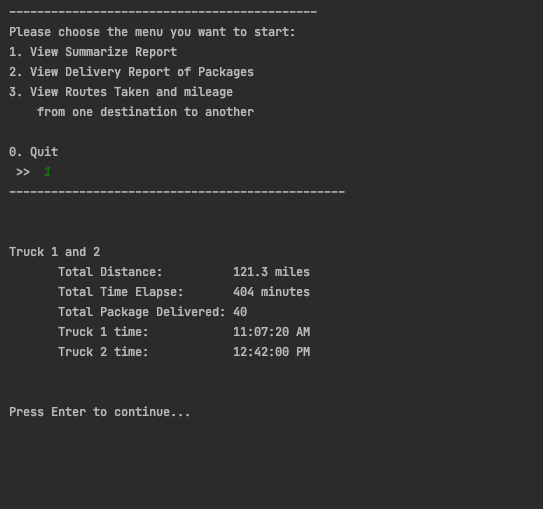 --------------------------------------------
Please choose the menu you want to start:
1. View Summarize Report
2. View Delivery Report of Packages
3. View Routes Taken and mileage
    from one destination to another
0. Quit
 >>  1
------------------------------------------------
Truck 1 and 2
       Total Distance:          121.3 miles
       Total Time Elapse:       404 minutes
       Total Package Delivered: 40
       Truck 1 time:            11:07:20 AM
       Truck 2 time:            12:42:00 PM
Press Enter to continue...